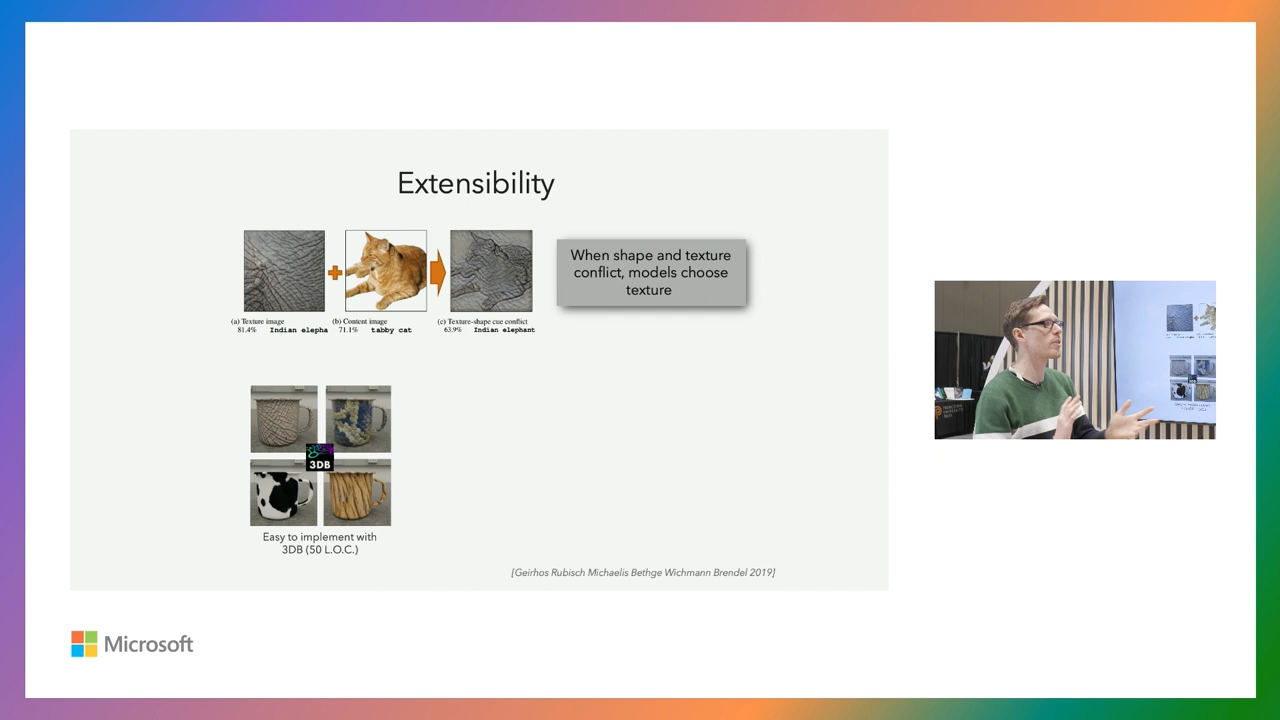 Extensibility
When shape and texture
conflict, models choose
texture
(a) Texture image
81.4% Indian elepha
(b) Content image
71.1% tabby cat
(c) Texture-shape cue conflict
63.9% Indian elephant
3DB
Easy to implement with
3DB (50 L.O.C.)
[Geirhos Rubisch Michaelis Bethge Wichmann Brendel 2019]
Microsoft